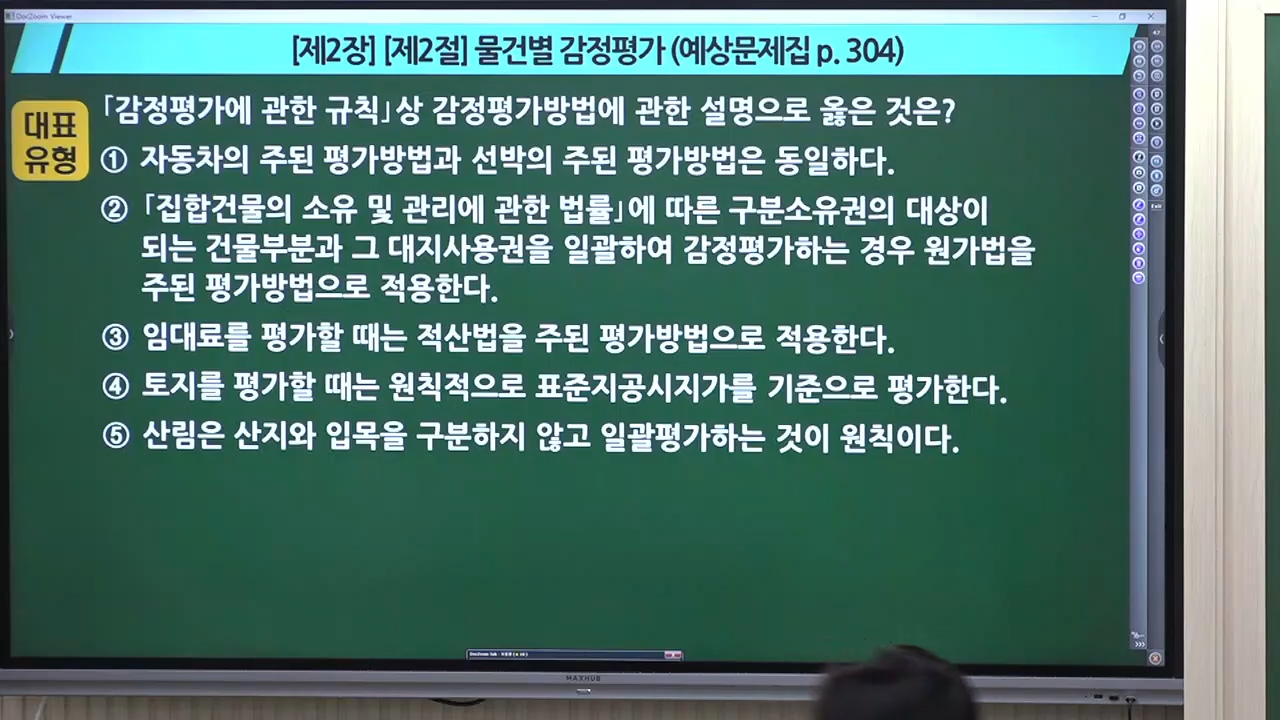 DocZoom Viewer
[제2장] [제2절] 물건별 감정평가 (예상문제집 p. 304)
대표
유형
「감정평가에 관한 규칙」상 감정평가방법에 관한 설명으로 옳은 것은?
① 자동차의 주된 평가방법과 선박의 주된 평가방법은 동일하다.
② 「집합건물의 소유 및 관리에 관한 법률」에 따른 구분소유권의 대상이
되는 건물부분과 그 대지사용권을 일괄하여 감정평가하는 경우 원가법을
주된 평가방법으로 적용한다.
③ 임대료를 평가할 때는 적산법을 주된 평가방법으로 적용한다.
④ 토지를 평가할 때는 원칙적으로 표준지공시지가를 기준으로 평가한다.
⑤ 산림은 산지와 입목을 구분하지 않고 일괄평가하는 것이 원칙이다.
MAXHUB